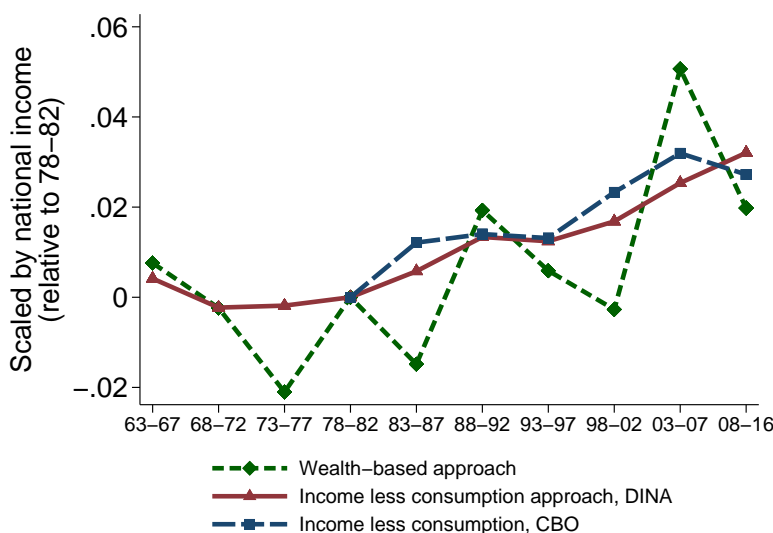 Scaled by national income
(relative to 78–82)
.06
.04
.02
0
–.02
63–67 68–72 73–77 78–82 83–87 88–92 93–97 98–02 03–07 08–16
Wealth–based approach
Income less consumption approach, DINA
Income less consumption, CBO